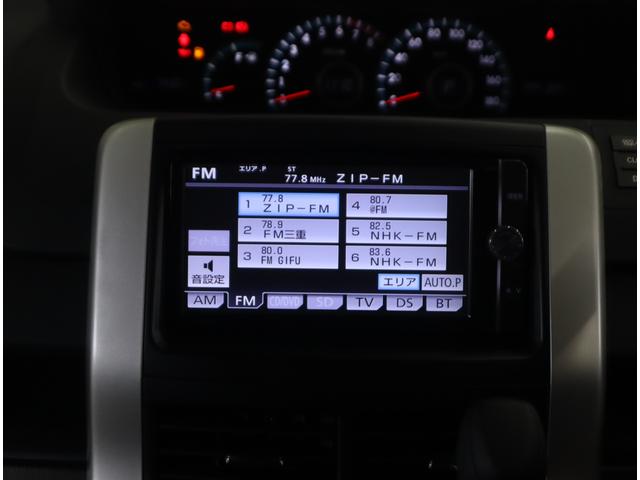 FM エリア.P ST 77.8 MHz ZIP-FM
1 77.8 ZIP-FM
4 80.7 @FM
2 78.9 FM三重
5 82.5 NHK-FM
3 80.0 FM GIFU
6 83.6 NHK-FM
音設定
エリア AUTO.P
AM FM CD/DVD SD TV DS BT